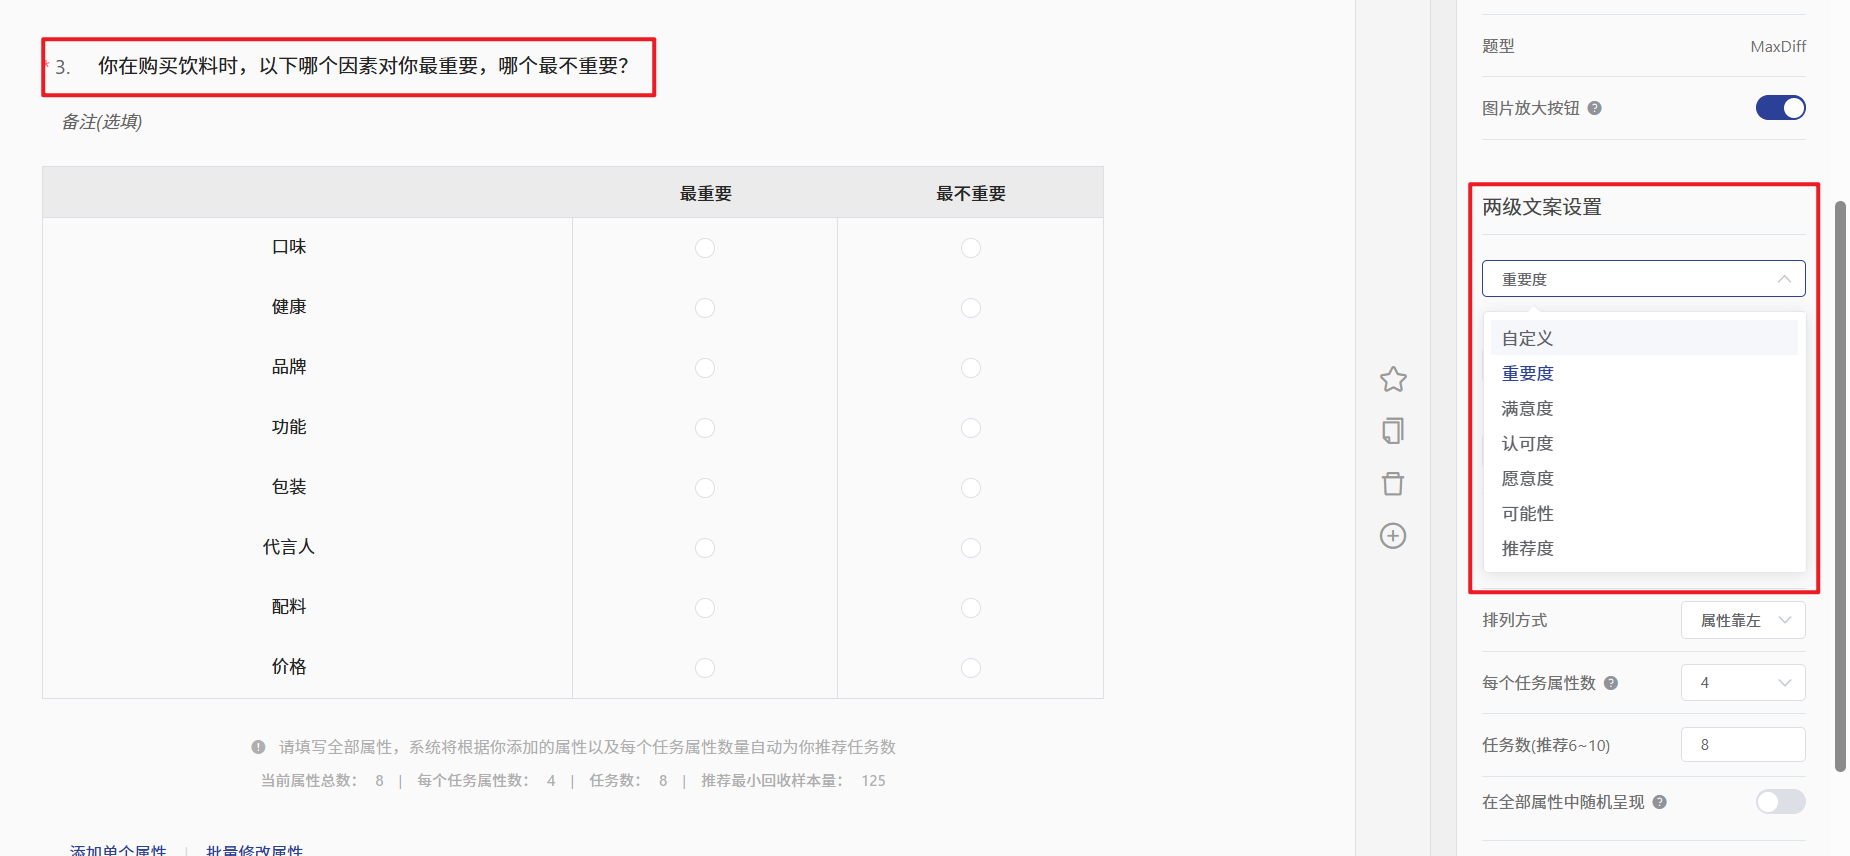 * 3. 你在购买饮料时，以下哪个因素对你最重要，哪个最不重要？
备注(选填)
最重要 最不重要
口味
健康
品牌
功能
包装
代言人
配料
价格
请填写全部属性，系统将根据你添加的属性以及每个任务属性数量自动为你推荐任务数
当前属性总数： 8 | 每个任务属性数： 4 | 任务数： 8 | 推荐最小回收样本量： 125
添加单个属性 | 批量修改属性
题型 MaxDiff
图片放大按钮
两级文案设置
重要度
自定义
重要度
满意度
认可度
愿意度
可能性
推荐度
排列方式 属性靠左
每个任务属性数 4
任务数(推荐6~10) 8
在全部属性中随机呈现